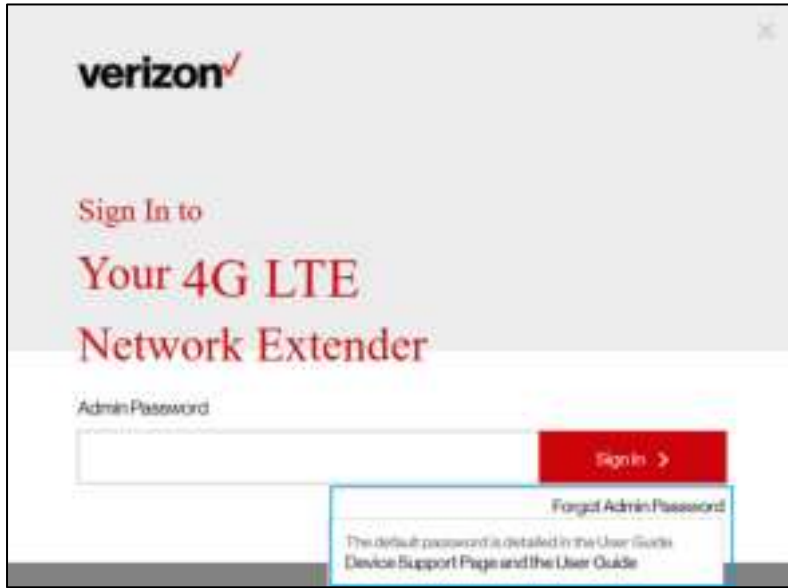 verizon
Sign In to
Your 4G LTE
Network Extender
Admin Password
Sign In >
Forgot Admin Password
The default password is detailed in the User Guide.
Device Support Page and the User Guide